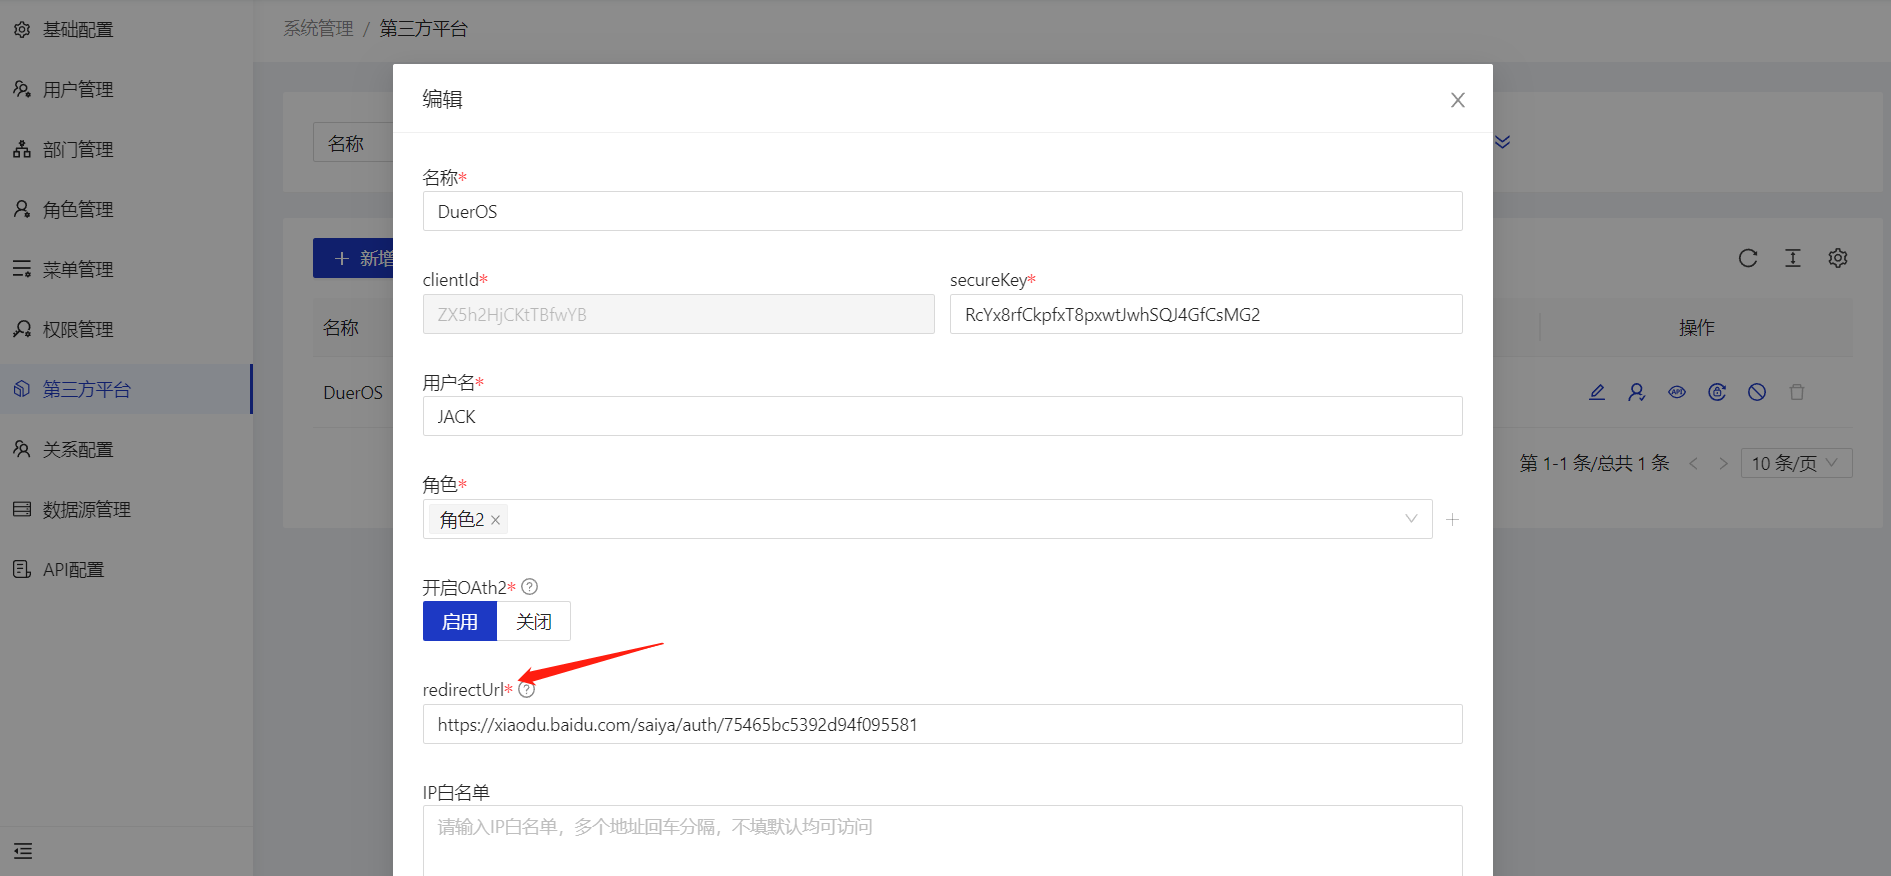 基础配置
用户管理
部门管理
角色管理
菜单管理
权限管理
第三方平台
关系配置
数据源管理
API配置
系统管理 / 第三方平台
名称
+ 新增
名称
操作
DuerOS
第 1-1 条/总共 1 条
10 条/页
编辑
名称*
DuerOS
clientId*
secureKey*
ZX5h2HjCKtTBfwYB
RcYx8rfCkpfxT8pxwtJwhSQJ4GfCsMG2
用户名*
JACK
角色*
角色2
开启OAth2*
启用
关闭
redirectUrl*
https://xiaodu.baidu.com/saiya/auth/75465bc5392d94f095581
IP白名单
请输入IP白名单，多个地址回车分隔，不填默认均可访问